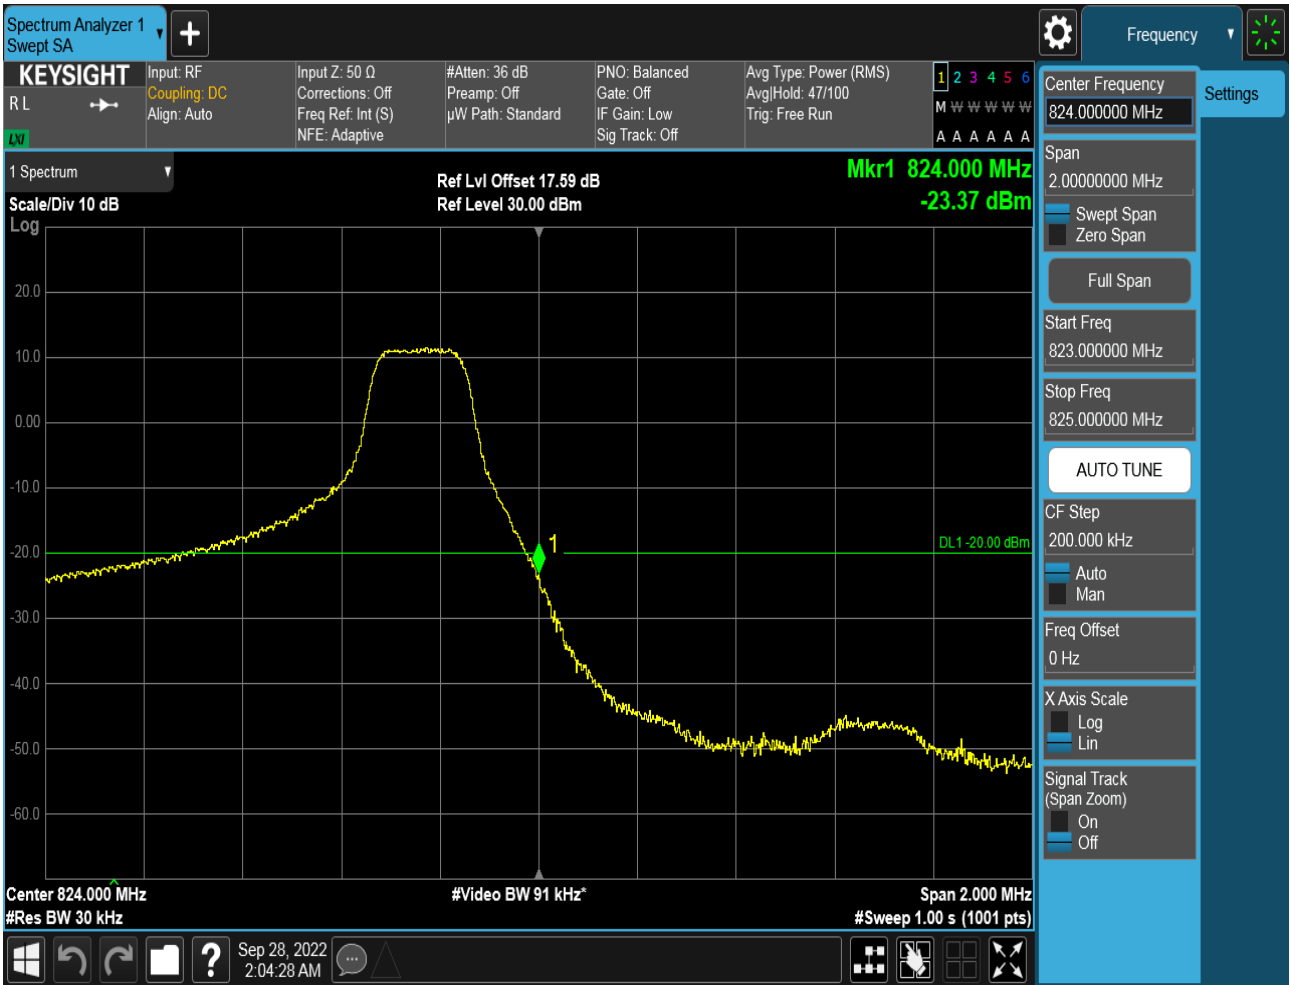 Spectrum Analyzer 1
Swept SA
Frequency
KEYSIGHT
R L
LXI
Input: RF
Coupling: DC
Align: Auto
Input Z: 50 Ω
Corrections: Off
Freq Ref: Int (S)
NFE: Adaptive
#Atten: 36 dB
Preamp: Off
µW Path: Standard
PNO: Balanced
Gate: Off
IF Gain: Low
Sig Track: Off
Avg Type: Power (RMS)
Avg|Hold: 47/100
Trig: Free Run
1 2 3 4 5 6
M W W W W W
A A A A A A
1 Spectrum
Scale/Div 10 dB
Log
Ref Lvl Offset 17.59 dB
Ref Level 30.00 dBm
Mkr1 824.000 MHz
-23.37 dBm
20.0
10.0
0.00
-10.0
-20.0
-30.0
-40.0
-50.0
-60.0
1
DL1 -20.00 dBm
Center 824.000 MHz
#Res BW 30 kHz
#Video BW 91 kHz*
Span 2.000 MHz
#Sweep 1.00 s (1001 pts)
Center Frequency
824.000000 MHz
Settings
Span
2.00000000 MHz
Swept Span
Zero Span
Full Span
Start Freq
823.000000 MHz
Stop Freq
825.000000 MHz
AUTO TUNE
CF Step
200.000 kHz
Auto
Man
Freq Offset
0 Hz
X Axis Scale
Log
Lin
Signal Track
(Span Zoom)
On
Off
?
Sep 28, 2022
2:04:28 AM